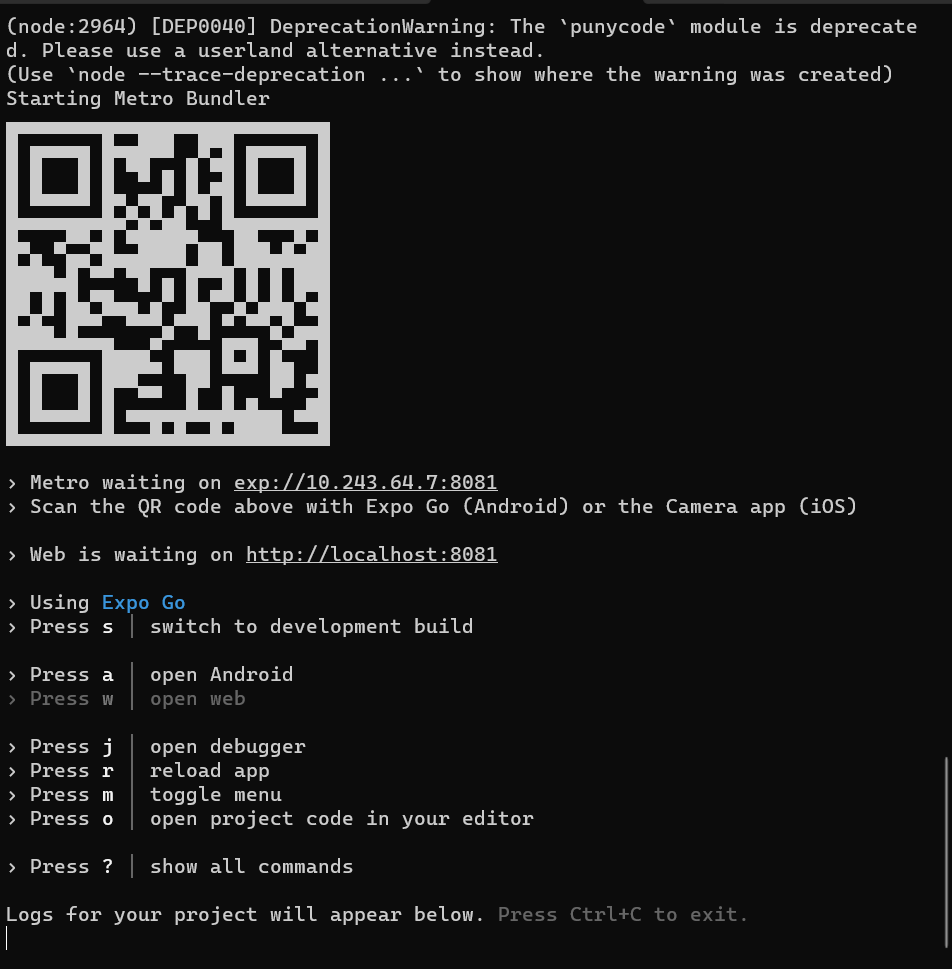 (node:2964) [DEP0040] DeprecationWarning: The `punycode` module is deprecate
d. Please use a userland alternative instead.
(Use `node --trace-deprecation ...` to show where the warning was created)
Starting Metro Bundler
› Metro waiting on exp://10.243.64.7:8081
› Scan the QR code above with Expo Go (Android) or the Camera app (iOS)
› Web is waiting on http://localhost:8081
› Using Expo Go
› Press s │ switch to development build
› Press a │ open Android
› Press w │ open web
› Press j │ open debugger
› Press r │ reload app
› Press m │ toggle menu
› Press o │ open project code in your editor
› Press ? │ show all commands
Logs for your project will appear below. Press Ctrl+C to exit.